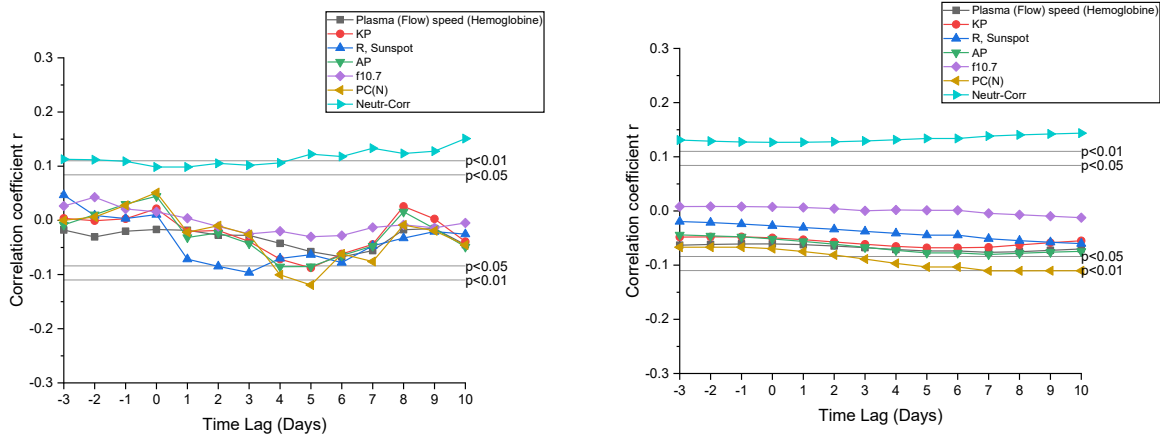 Plasma (Flow) speed (Hemoglobine)
KP
R, Sunspot
AP
f10.7
PC(N)
Neutr-Corr
0.3
0.2
0.1
0.0
-0.1
-0.2
-0.3
Correlation coefficient r
p<0.01
p<0.05
p<0.05
p<0.01
-3 -2 -1 0 1 2 3 4 5 6 7 8 9 10
Time Lag (Days)
Plasma (Flow) speed (Hemoglobine)
KP
R, Sunspot
AP
f10.7
PC(N)
Neutr-Corr
0.3
0.2
0.1
0.0
-0.1
-0.2
-0.3
Correlation coefficient r
p<0.01
p<0.05
p<0.05
p<0.01
-3 -2 -1 0 1 2 3 4 5 6 7 8 9 10
Time Lag (Days)